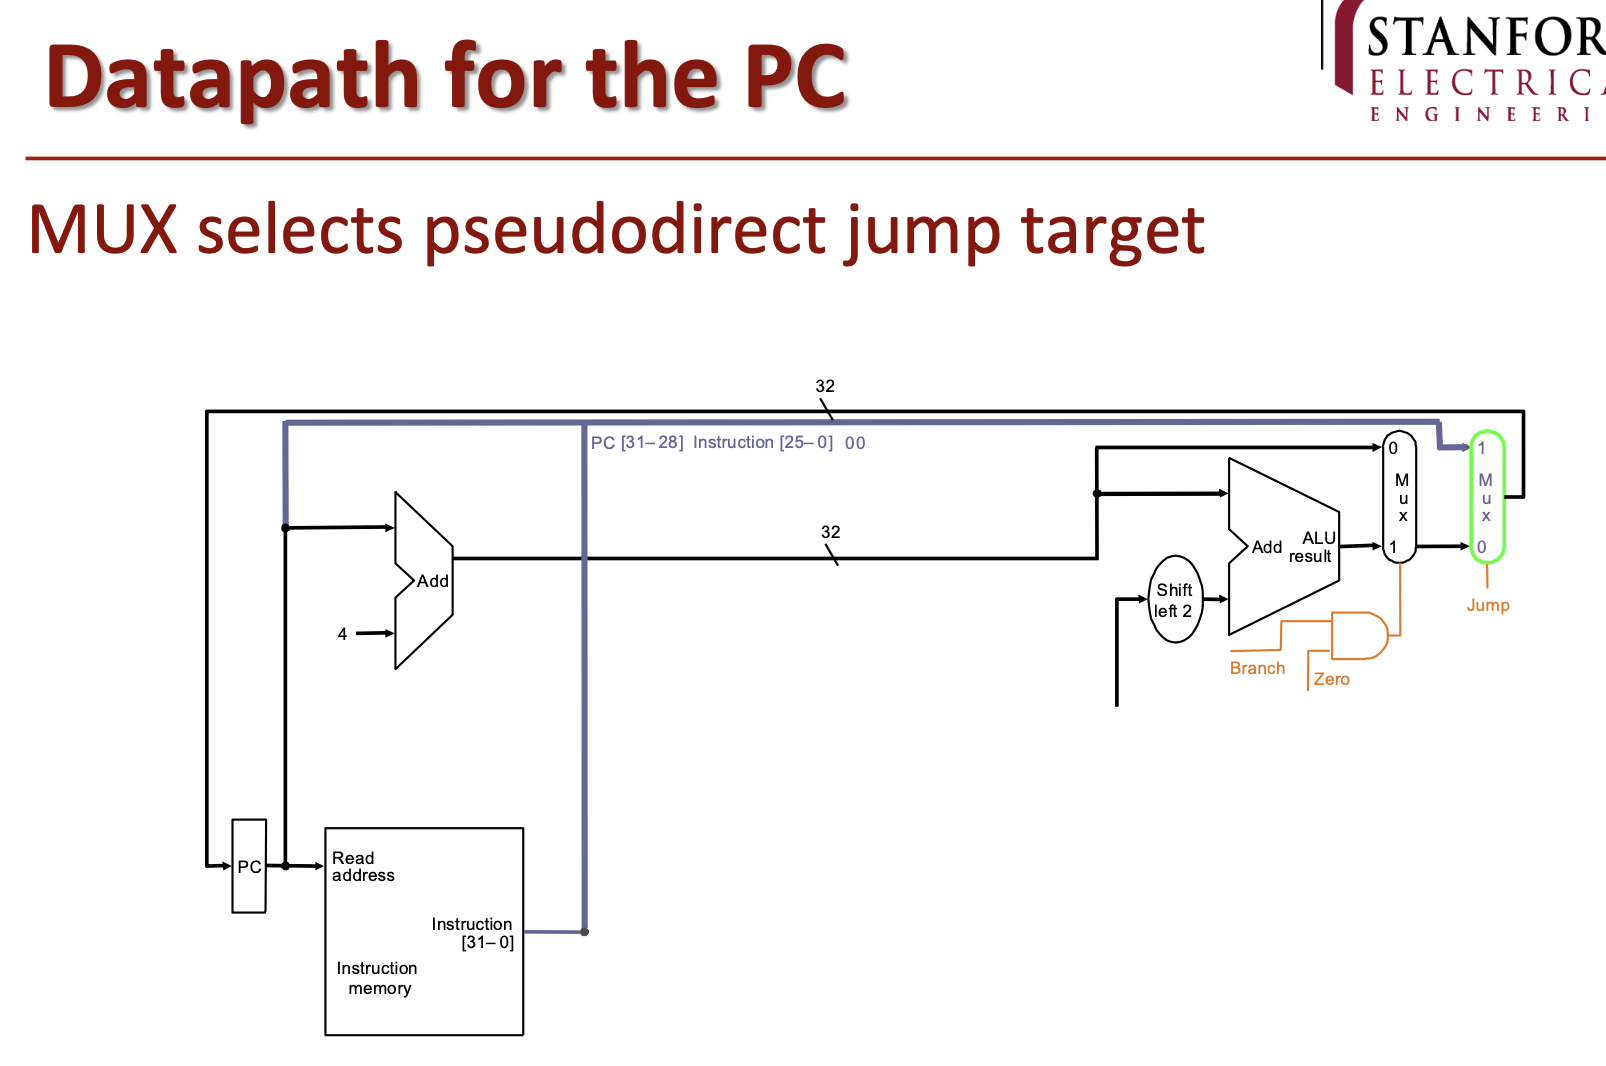 Datapath for the PC
STANFOR
ELECTRICA
ENGINEERI
MUX selects pseudodirect jump target
32
PC [31–28] Instruction [25–0] 00
32
Add
4
0
M
u
x
1
1
M
u
x
0
Add
ALU
result
Shift
left 2
Jump
Branch
Zero
PC
Read
address
Instruction
[31–0]
Instruction
memory